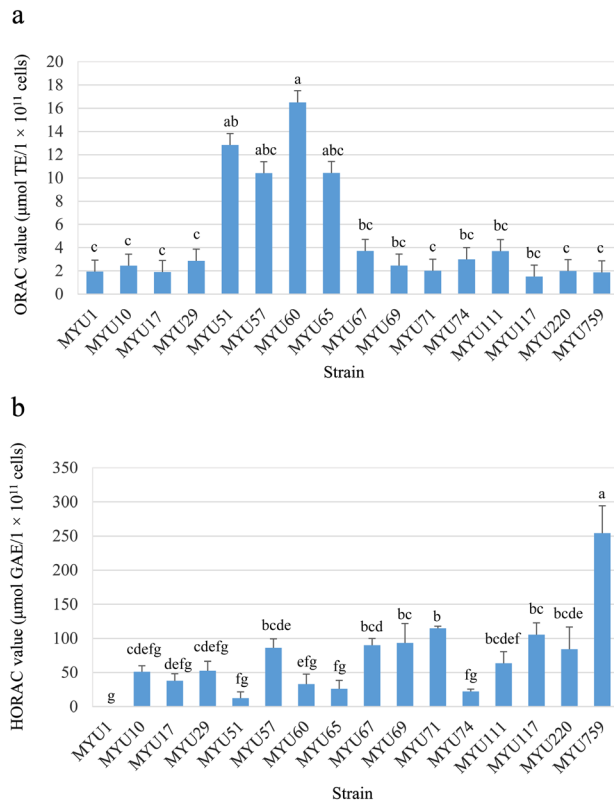 a
ORAC value (μmol TE/1 × 10¹¹ cells)
20
18
16
14
12
10
8
6
4
2
0
c
c
c
c
ab
abc
a
abc
bc
bc
c
bc
bc
bc
c
c
MYU1
MYU10
MYU17
MYU29
MYU51
MYU57
MYU60
MYU65
MYU67
MYU69
MYU71
MYU74
MYU111
MYU117
MYU220
MYU759
Strain
b
HORAC value (μmol GAE/1 × 10¹¹ cells)
350
300
250
200
150
100
50
0
g
cdefg
defg
cdefg
fg
bcde
efg
fg
bcd
bc
b
fg
bcdef
bc
bcde
a
MYU1
MYU10
MYU17
MYU29
MYU51
MYU57
MYU60
MYU65
MYU67
MYU69
MYU71
MYU74
MYU111
MYU117
MYU220
MYU759
Strain